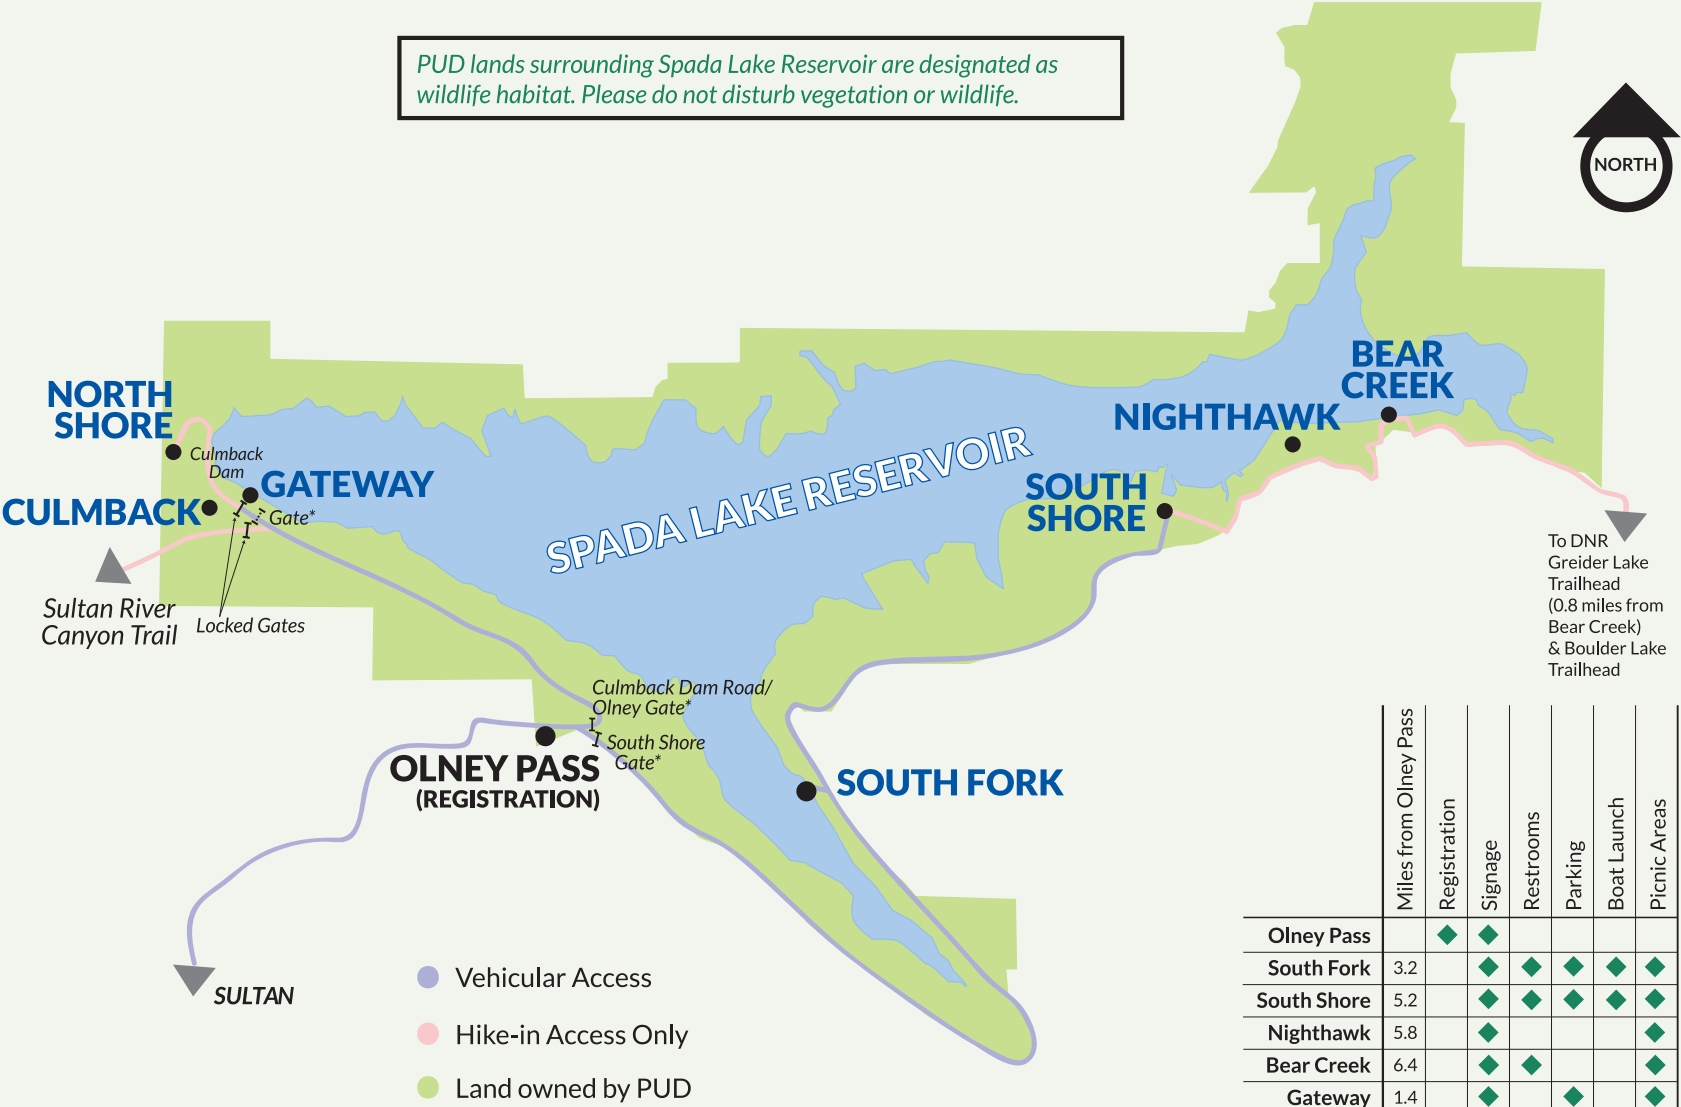 PUD lands surrounding Spada Lake Reservoir are designated as
wildlife habitat. Please do not disturb vegetation or wildlife.
NORTH
BEAR
CREEK
NORTH
SHORE
NIGHTHAWK
Culmback
Dam
GATEWAY
SPADA LAKE RESERVOIR
SOUTH
SHORE
CULMBACK
Gate*
To DNR
Greider Lake
Trailhead
(0.8 miles from
Bear Creek)
& Boulder Lake
Trailhead
Sultan River
Canyon Trail
Locked Gates
Culmback Dam Road/
Olney Gate*
South Shore
Gate*
OLNEY PASS
(REGISTRATION)
SOUTH FORK
SULTAN
Vehicular Access
Hike-in Access Only
Land owned by PUD
Miles from Olney Pass
Registration
Signage
Restrooms
Parking
Boat Launch
Picnic Areas
Olney Pass
South Fork 3.2
South Shore 5.2
Nighthawk 5.8
Bear Creek 6.4
Gateway 1.4